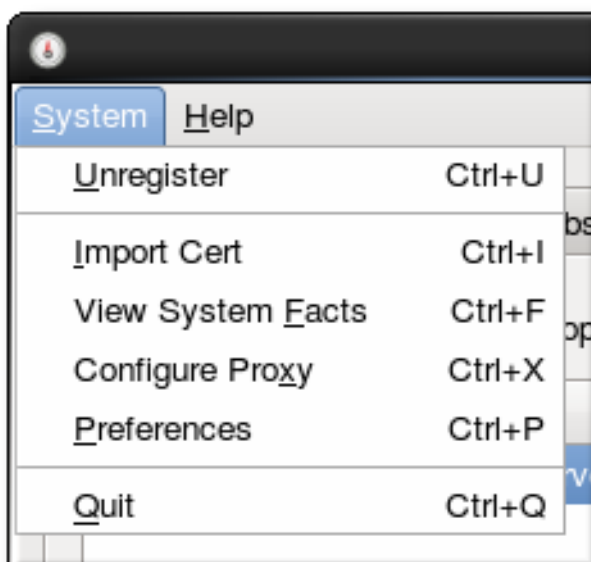 System Help
Unregister Ctrl+U
Import Cert Ctrl+I
View System Facts Ctrl+F
Configure Proxy Ctrl+X
Preferences Ctrl+P
Quit Ctrl+Q